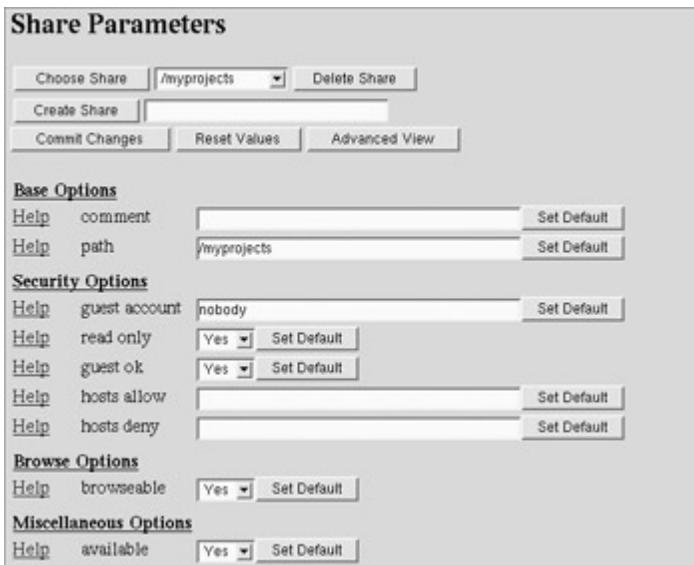 Share Parameters
Choose Share /myprojects Delete Share
Create Share
Commit Changes Reset Values Advanced View
Base Options
Help comment Set Default
Help path /myprojects Set Default
Security Options
Help guest account nobody Set Default
Help read only Yes Set Default
Help guest ok Yes Set Default
Help hosts allow Set Default
Help hosts deny Set Default
Browse Options
Help browseable Yes Set Default
Miscellaneous Options
Help available Yes Set Default